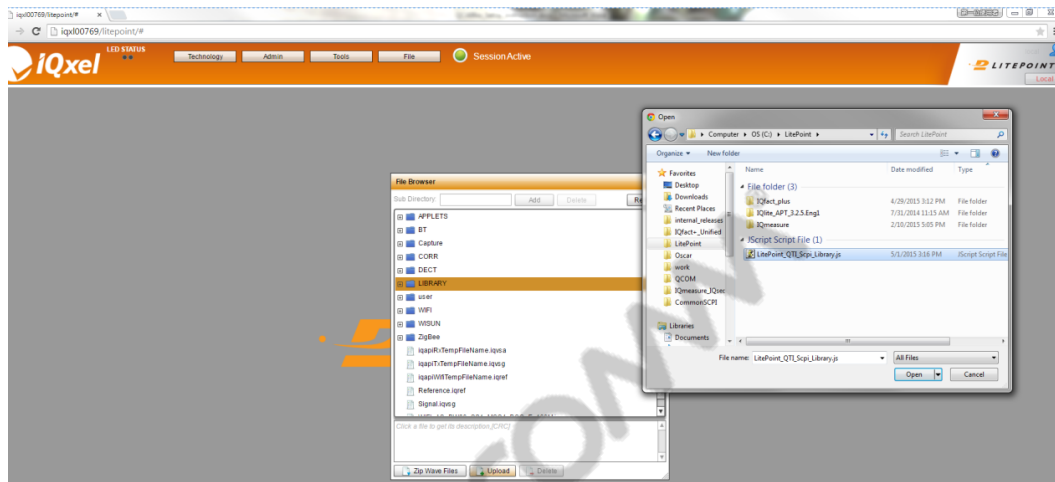 iqxl00769/litepoint/#
iqxl00769/litepoint/#
iQxel
LED STATUS
Technology
Admin
Tools
File
Session Active
LITEPOINT
Local
File Browser
Sub Directory:
Add
Delete
Re
APPLETS
BT
Capture
CORR
DECT
LIBRARY
user
WIFI
WISUN
ZigBee
iqapiRxTempFileName.iqvsa
iqapiTxTempFileName.iqvsg
iqapiWifiTempFileName.iqref
Reference.iqref
Signal.iqvsg
Click a file to get its description,[CRC]
Zip Wave Files
Upload
Delete
Open
Computer
OS (C:)
LitePoint
Search LitePoint
Organize
New folder
Favorites
Desktop
Downloads
Recent Places
internal_releases
IQfact+_Unified
LitePoint
Oscar
work
QCOM
IQmeasure_IQsec
CommonSCPI
Libraries
Documents
Name
Date modified
Type
File folder (3)
IQfact_plus 4/29/2015 3:12 PM File folder
IQlite_APT_3.2.5.Eng1 7/31/2014 11:15 AM File folder
IQmeasure 2/10/2015 5:05 PM File folder
JScript Script File (1)
LitePoint_QTI_Scpi_Library.js 5/1/2015 3:16 PM JScript Script File
File name: LitePoint_QTI_Scpi_Library.js
All Files
Open
Cancel